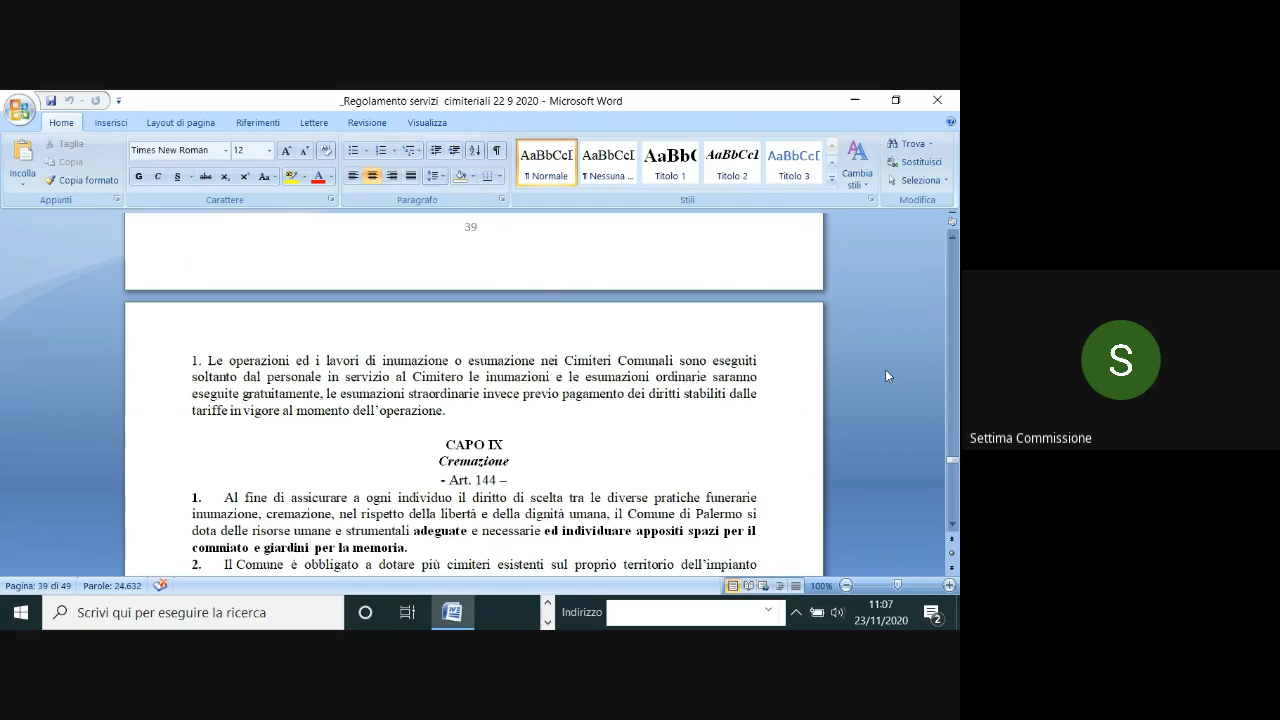 _Regolamento servizi cimiteriali 22 9 2020 - Microsoft Word
Home Inserisci Layout di pagina Riferimenti Lettere Revisione Visualizza
Incolla
Taglia
Copia
Copia formato
Appunti
Times New Roman 12
G C S abc x₂ x² Aa
Carattere
Paragrafo
AaBbCcI AaBbCcI AaBb( AaBbCcI AaBbCcI
¶ Normale ¶ Nessuna ... Titolo 1 Titolo 2 Titolo 3
Stili
Cambia
stili
Trova
Sostituisci
Seleziona
Modifica
39
1. Le operazioni ed i lavori di inumazione o esumazione nei Cimiteri Comunali sono eseguiti
soltanto dal personale in servizio al Cimitero le inumazioni e le esumazioni ordinarie saranno
eseguite gratuitamente, le esumazioni straordinarie invece previo pagamento dei diritti stabiliti dalle
tariffe in vigore al momento dell’operazione.
CAPO IX
Cremazione
- Art. 144 –
1. Al fine di assicurare a ogni individuo il diritto di scelta tra le diverse pratiche funerarie
inumazione, cremazione, nel rispetto della libertà e della dignità umana, il Comune di Palermo si
dota delle risorse umane e strumentali adeguate e necessarie ed individuare appositi spazi per il
commiato e giardini per la memoria.
2. Il Comune è obbligato a dotare più cimiteri esistenti sul proprio territorio dell’impianto
Pagina: 39 di 49 Parole: 24.632 100%
Scrivi qui per eseguire la ricerca
Indirizzo
11:07
23/11/2020
2
S
Settima Commissione